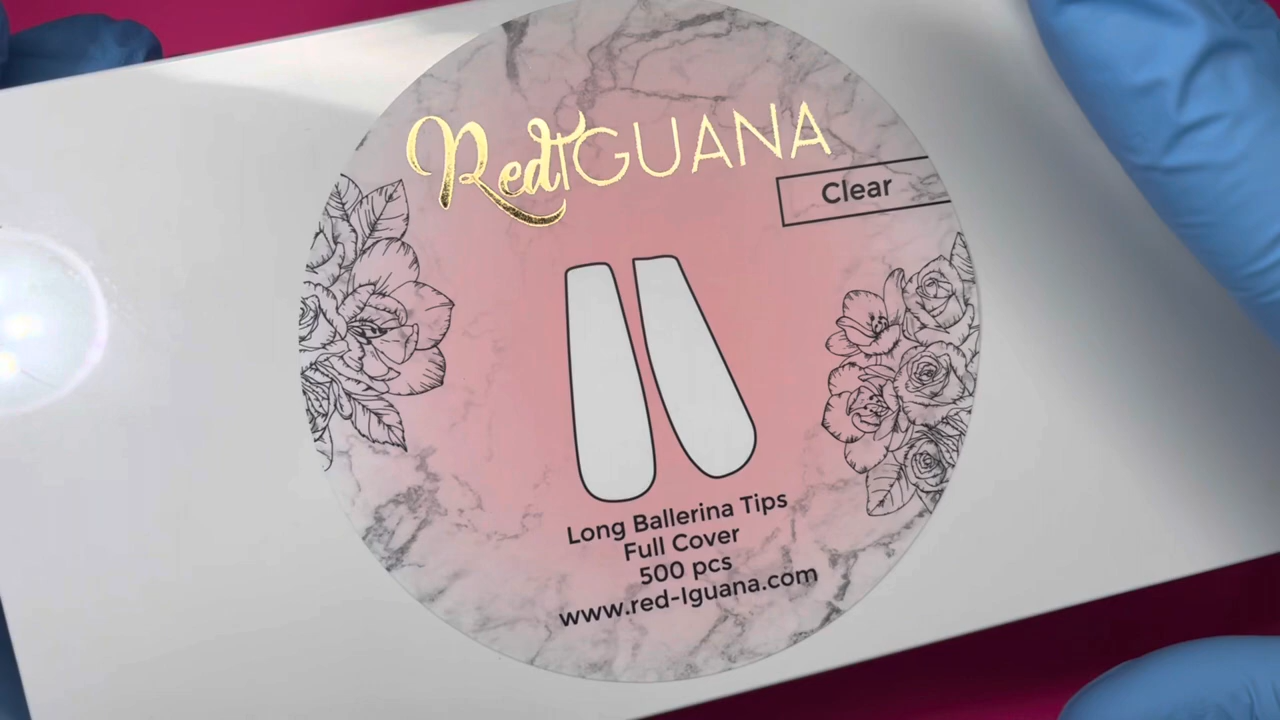 RedIGUANA
Clear
Long Ballerina Tips
Full Cover
500 pcs
www.red-Iguana.com